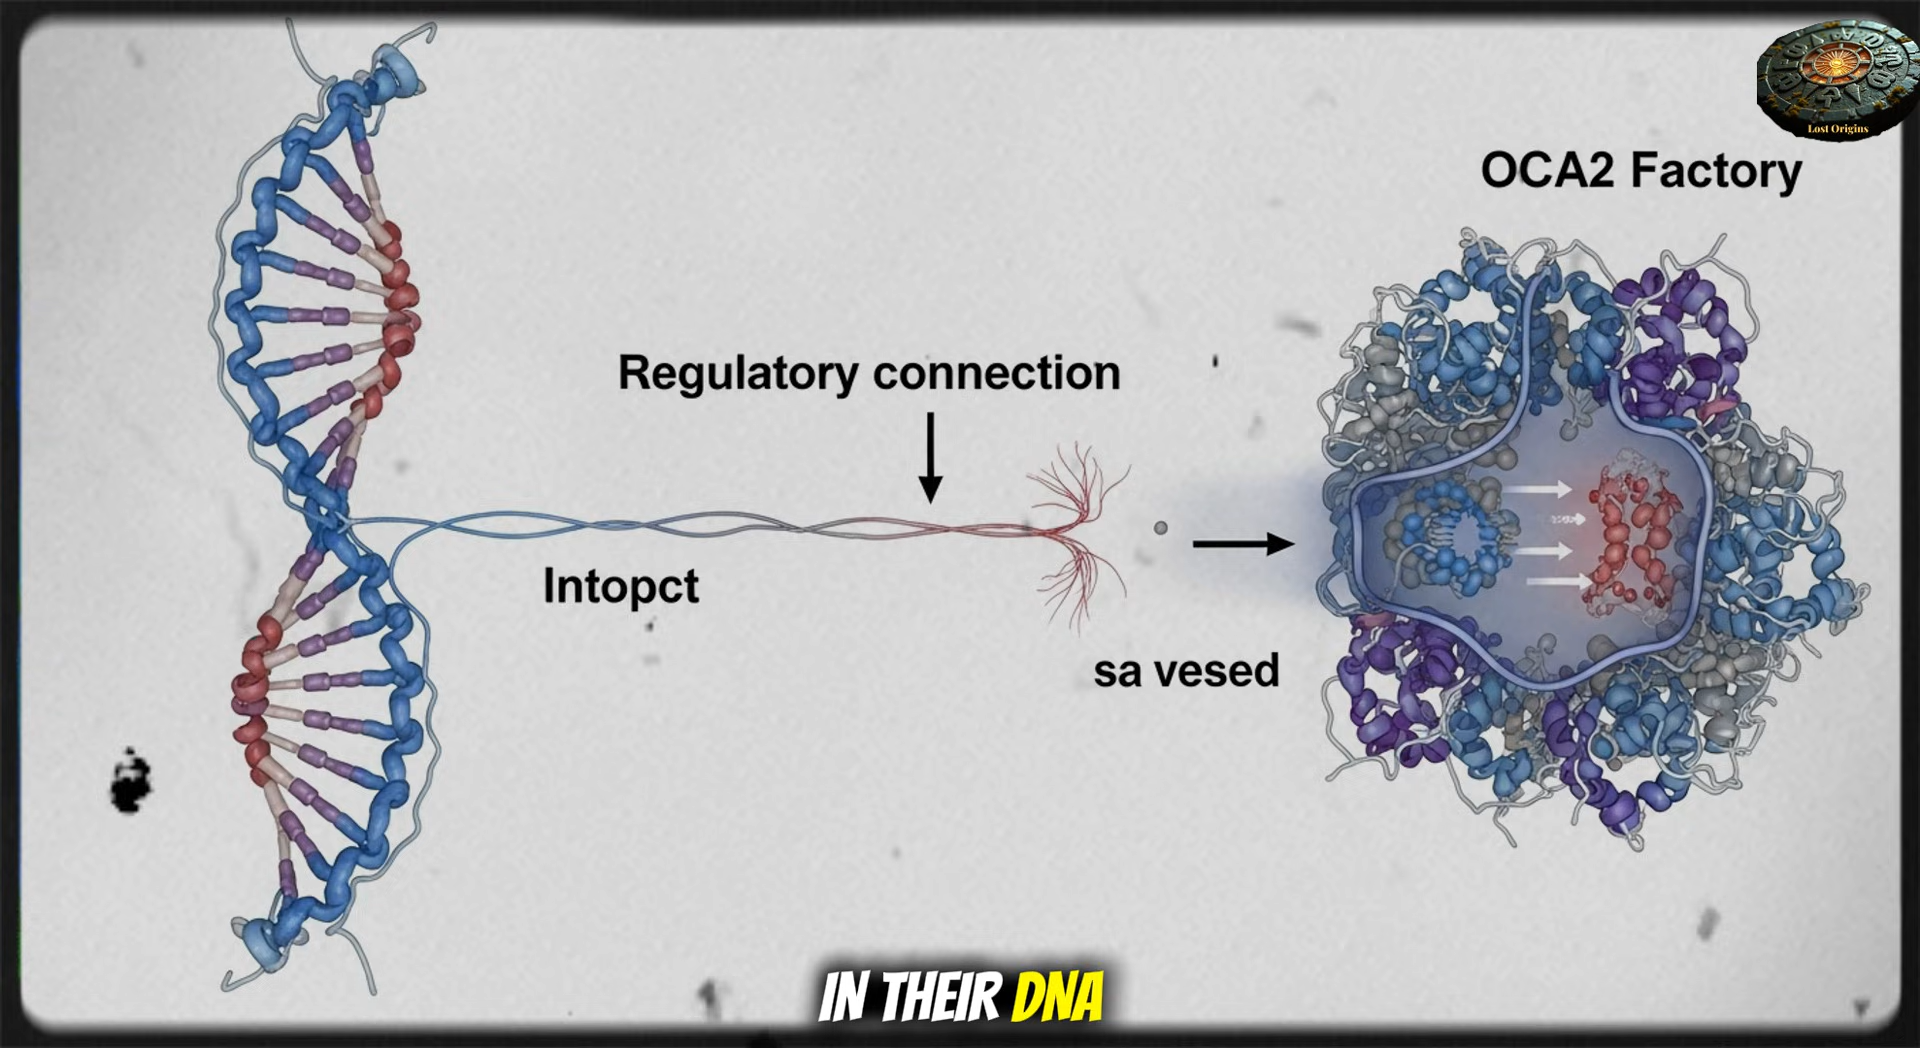 Lost Origins
OCA2 Factory
Regulatory connection
Intopct
sa vesed
IN THEIR DNA